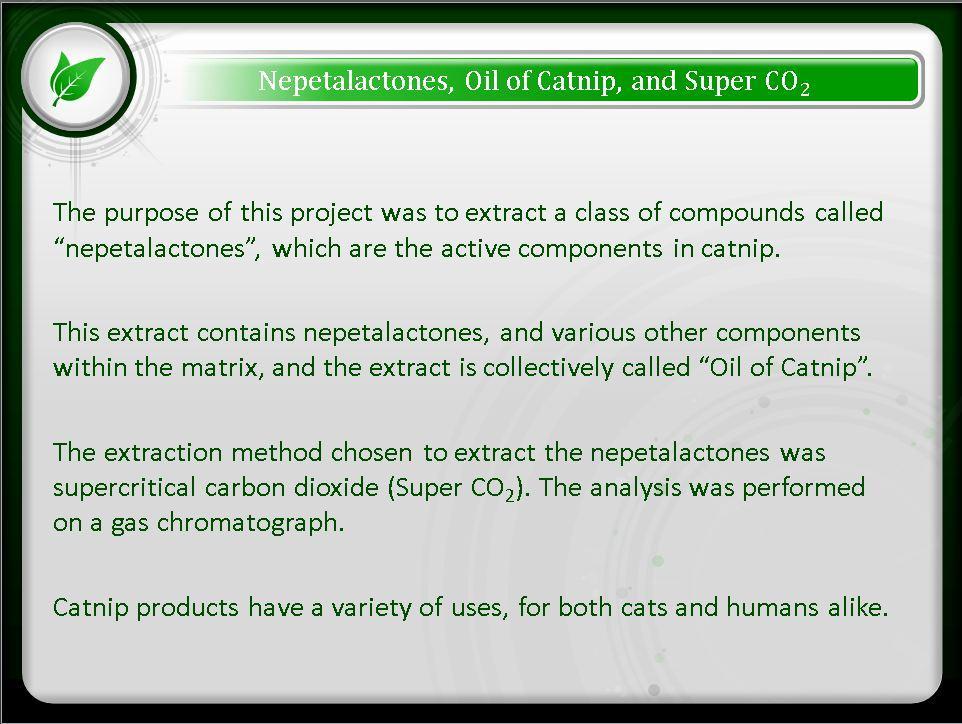 Nepetalactones, Oil of Catnip, and Super CO₂
The purpose of this project was to extract a class of compounds called
“nepetalactones”, which are the active components in catnip.
This extract contains nepetalactones, and various other components
within the matrix, and the extract is collectively called “Oil of Catnip”.
The extraction method chosen to extract the nepetalactones was
supercritical carbon dioxide (Super CO₂). The analysis was performed
on a gas chromatograph.
Catnip products have a variety of uses, for both cats and humans alike.